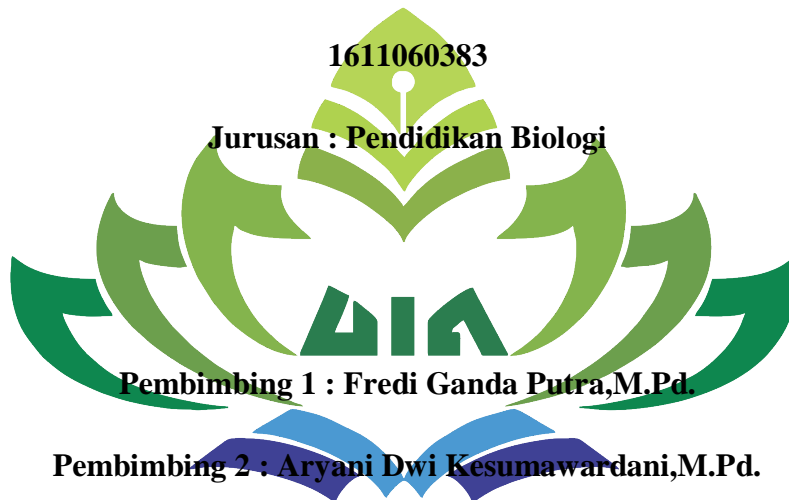 1611060383
Jurusan : Pendidikan Biologi
UIN
Pembimbing 1 : Fredi Ganda Putra,M.Pd.
Pembimbing 2 : Aryani Dwi Kesumawardani,M.Pd.